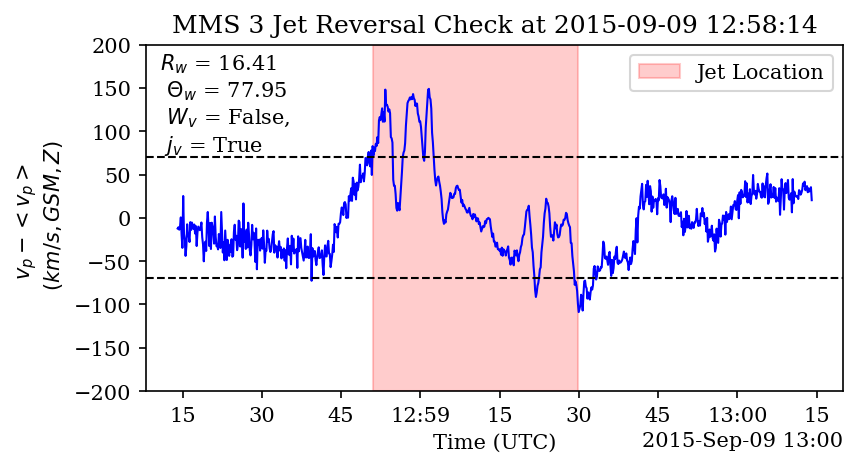 MMS 3 Jet Reversal Check at 2015-09-09 12:58:14
R_w = 16.41
Θ_w = 77.95
W_v = False,
j_v = True
Jet Location
v_p − < v_p >
(km/s, GSM, Z)
200
150
100
50
0
−50
−100
−150
−200
15 30 45 12:59 15 30 45 13:00 15
Time (UTC)
2015-Sep-09 13:00